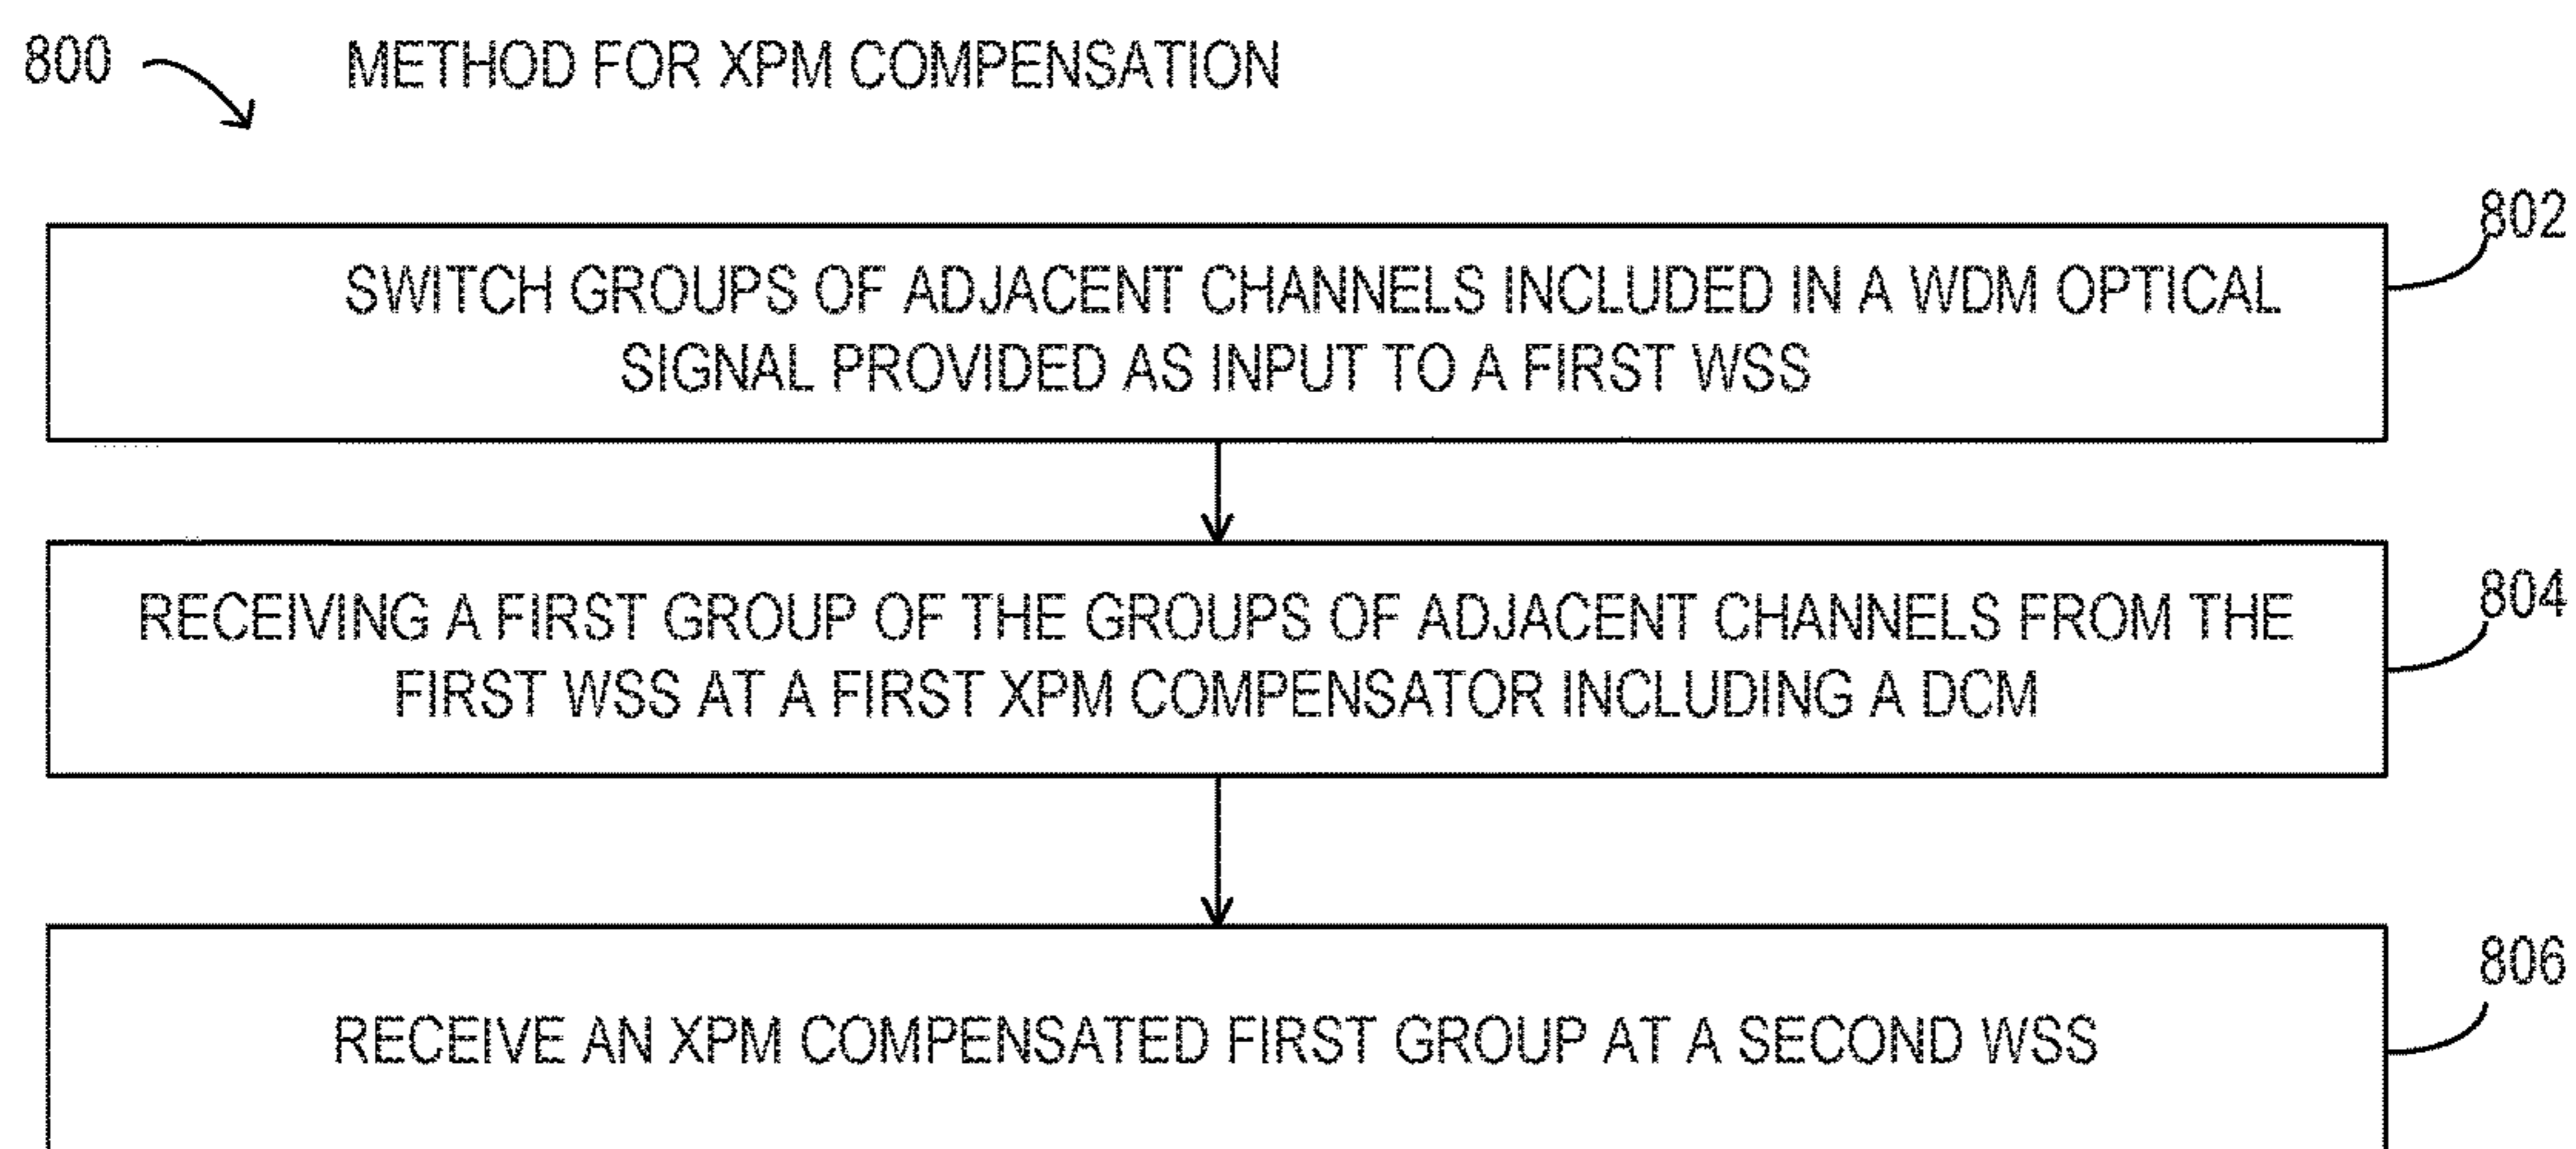 800
METHOD FOR XPM COMPENSATION
802
SWITCH GROUPS OF ADJACENT CHANNELS INCLUDED IN A WDM OPTICAL
SIGNAL PROVIDED AS INPUT TO A FIRST WSS
804
RECEIVING A FIRST GROUP OF THE GROUPS OF ADJACENT CHANNELS FROM THE
FIRST WSS AT A FIRST XPM COMPENSATOR INCLUDING A DCM
806
RECEIVE AN XPM COMPENSATED FIRST GROUP AT A SECOND WSS